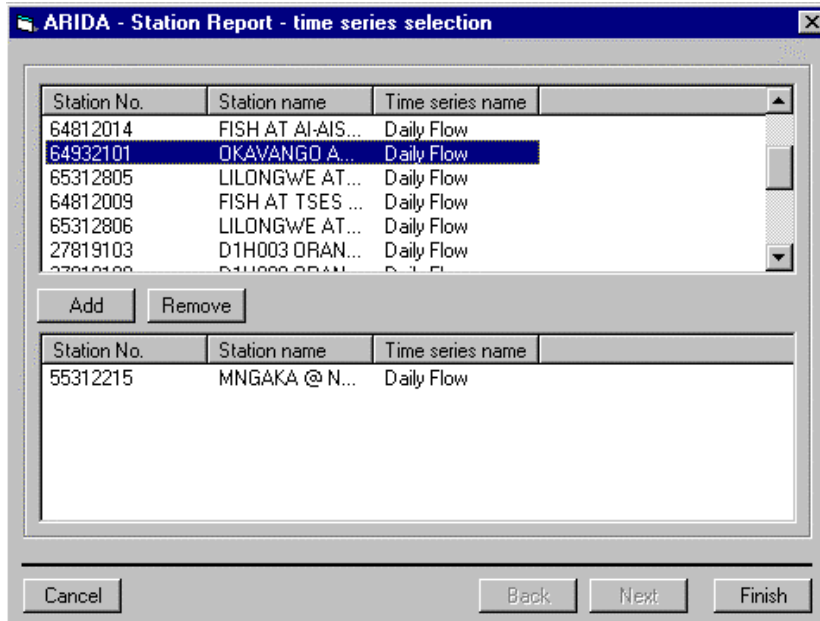 ARIDA - Station Report - time series selection
Station No. Station name Time series name
64812014 FISH AT AI-AIS... Daily Flow
64932101 OKAVANGO A... Daily Flow
65312805 LILONGWE AT... Daily Flow
64812009 FISH AT TSES ... Daily Flow
65312806 LILONGWE AT... Daily Flow
27819103 D1H003 ORAN... Daily Flow
Add Remove
Station No. Station name Time series name
55312215 MNGAKA @ N... Daily Flow
Cancel Back Next Finish